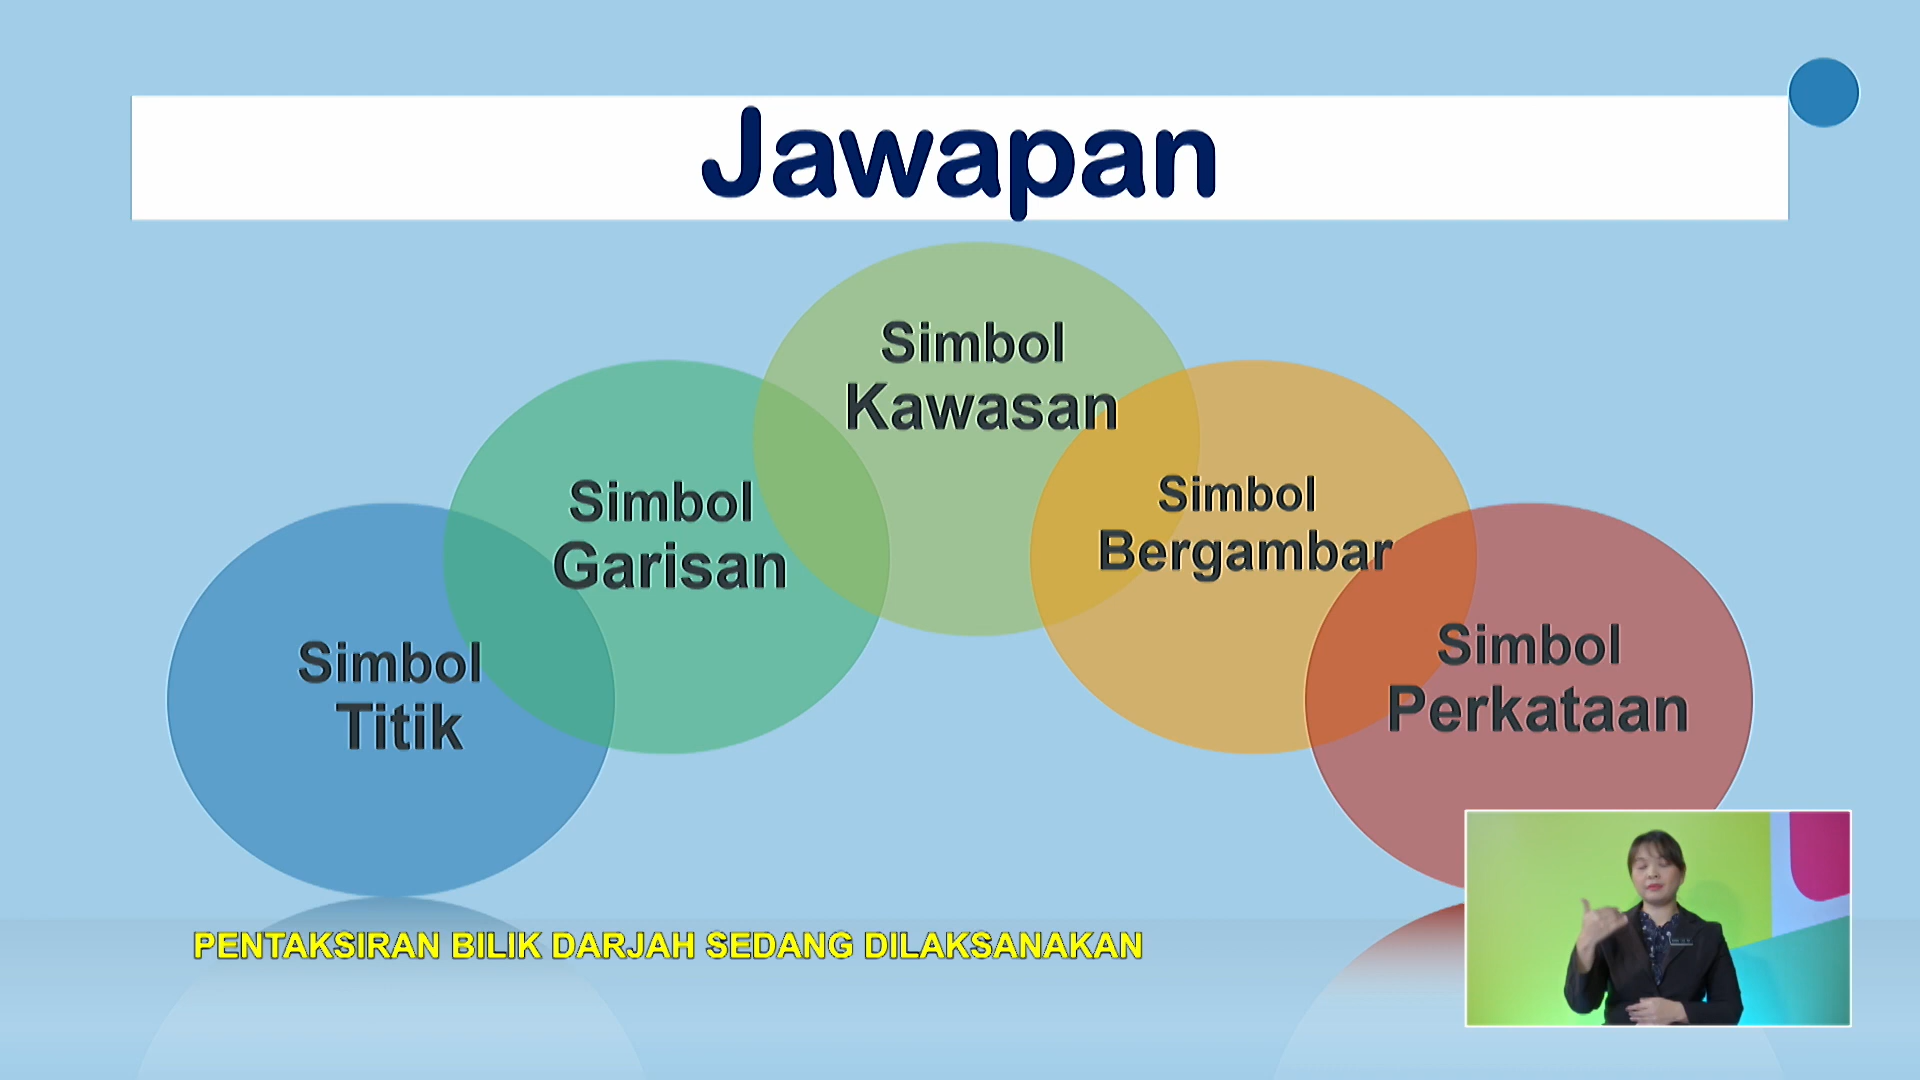 Jawapan
Simbol
Titik
Simbol
Garisan
Simbol
Kawasan
Simbol
Bergambar
Simbol
Perkataan
PENTAKSIRAN BILIK DARJAH SEDANG DILAKSANAKAN